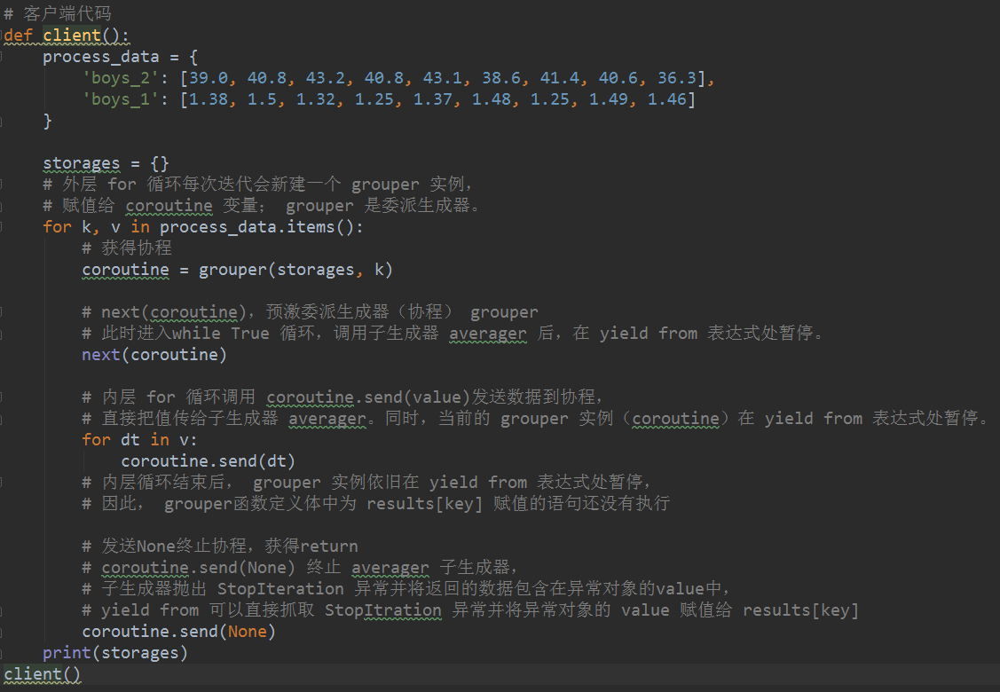 # 客户端代码
def client():
    process_data = {
        'boys_2': [39.0, 40.8, 43.2, 40.8, 43.1, 38.6, 41.4, 40.6, 36.3],
        'boys_1': [1.38, 1.5, 1.32, 1.25, 1.37, 1.48, 1.25, 1.49, 1.46]
    }
    storages = {}
    # 外层 for 循环每次迭代会新建一个 grouper 实例，
    # 赋值给 coroutine 变量； grouper 是委派生成器。
    for k, v in process_data.items():
        # 获得协程
        coroutine = grouper(storages, k)
        # next(coroutine)，预激委派生成器（协程） grouper
        # 此时进入while True 循环，调用子生成器 averager 后，在 yield from 表达式处暂停。
        next(coroutine)
        # 内层 for 循环调用 coroutine.send(value)发送数据到协程，
        # 直接把值传给子生成器 averager。同时，当前的 grouper 实例（coroutine）在 yield from 表达式处暂停。
        for dt in v:
            coroutine.send(dt)
        # 内层循环结束后， grouper 实例依旧在 yield from 表达式处暂停，
        # 因此， grouper函数定义体中为 results[key] 赋值的语句还没有执行
        # 发送None终止协程，获得return
        # coroutine.send(None) 终止 averager 子生成器，
        # 子生成器抛出 StopIteration 异常并将返回的数据包含在异常对象的value中，
        # yield from 可以直接抓取 StopItration 异常并将异常对象的 value 赋值给 results[key]
        coroutine.send(None)
    print(storages)
client()